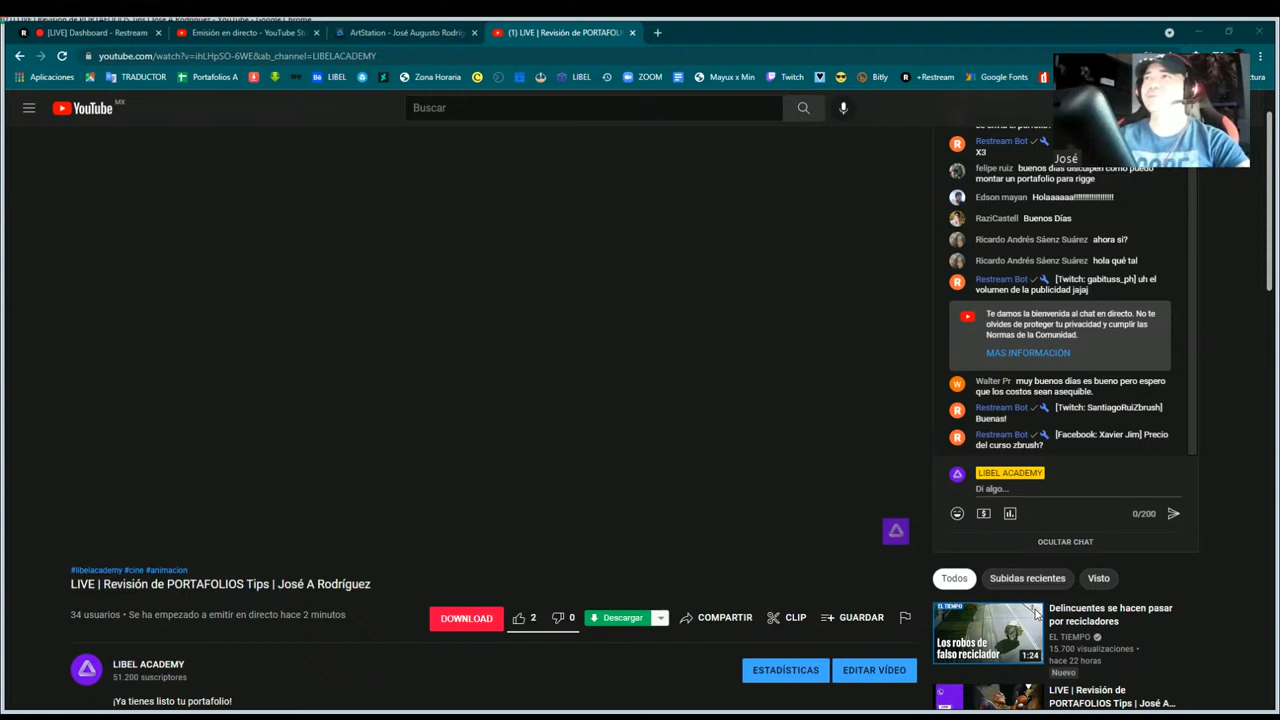 [LIVE] Dashboard - Restream
Emisión en directo - YouTube St
ArtStation - José Augusto Rodríg
(1) LIVE | Revisión de PORTAFOL
youtube.com/watch?v=ihLHpSO-6WE&ab_channel=LIBELACADEMY
Aplicaciones
TRADUCTOR
Portafolios A
LIBEL
Zona Horaria
LIBEL
ZOOM
Mayux x Min
Twitch
Bitly
+Restream
Google Fonts
YouTube MX
Buscar
José
Restream Bot
X3
felipe ruiz buenos días disculpen como puedo
montar un portafolio para rigge
Edson mayan Holaaaaaa!!!!!!!!!!!!!!!!!!!!
RaziCastell Buenos Días
Ricardo Andrés Sáenz Suárez ahora si?
Ricardo Andrés Sáenz Suárez hola qué tal
Restream Bot [Twitch: gabituss_ph] uh el
volumen de la publicidad jajaj
Te damos la bienvenida al chat en directo. No te
olvides de proteger tu privacidad y cumplir las
Normas de la Comunidad.
MÁS INFORMACIÓN
W Walter Pr muy buenos días es bueno pero espero
que los costos sean asequible.
Restream Bot [Twitch: SantiagoRuiZbrush]
Buenas!
Restream Bot [Facebook: Xavier Jim] Precio
del curso zbrush?
LIBEL ACADEMY
Di algo...
0/200
OCULTAR CHAT
#libelacademy #cine #animacion
LIVE | Revisión de PORTAFOLIOS Tips | José A Rodríguez
34 usuarios • Se ha empezado a emitir en directo hace 2 minutos
DOWNLOAD
2
0
Descargar
COMPARTIR
CLIP
GUARDAR
LIBEL ACADEMY
51.200 suscriptores
ESTADÍSTICAS
EDITAR VÍDEO
¡Ya tienes listo tu portafolio!
Todos
Subidas recientes
Visto
EL TIEMPO
Los robos de
falso reciclador
1:24
Delincuentes se hacen pasar
por recicladores
EL TIEMPO
15.700 visualizaciones •
hace 22 horas
Nuevo
LIVE | Revisión de
PORTAFOLIOS Tips | José A...